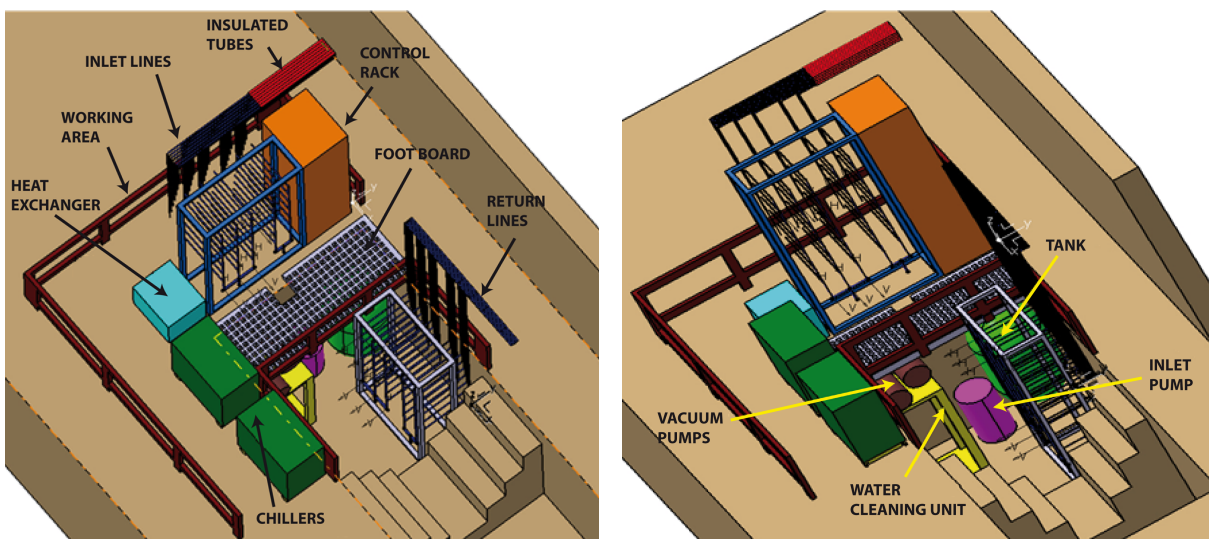 INSULATED
TUBES
INLET LINES
CONTROL
RACK
WORKING
AREA
FOOT BOARD
HEAT
EXCHANGER
RETURN
LINES
CHILLERS
TANK
INLET
PUMP
VACUUM
PUMPS
WATER
CLEANING UNIT